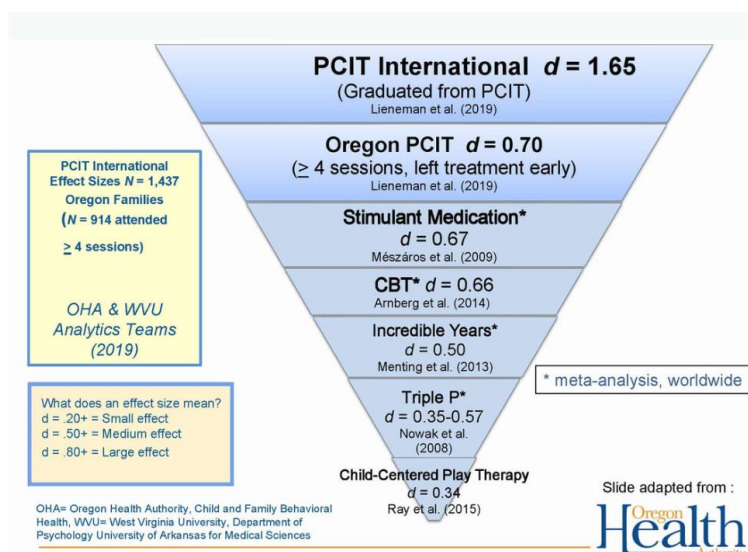 PCIT International d = 1.65
(Graduated from PCIT)
Lieneman et al. (2019)
Oregon PCIT d = 0.70
(≥ 4 sessions, left treatment early)
Lieneman et al. (2019)
Stimulant Medication*
d = 0.67
Mészáros et al. (2009)
CBT* d = 0.66
Arnberg et al. (2014)
Incredible Years*
d = 0.50
Menting et al. (2013)
Triple P*
d = 0.35-0.57
Nowak et al.
(2008)
Child-Centered Play Therapy
d = 0.34
Ray et al. (2015)
PCIT International
Effect Sizes N = 1,437
Oregon Families
(N = 914 attended
≥ 4 sessions)
OHA & WVU
Analytics Teams
(2019)
What does an effect size mean?
d = .20+ = Small effect
d = .50+ = Medium effect
d = .80+ = Large effect
* meta-analysis, worldwide
OHA= Oregon Health Authority, Child and Family Behavioral
Health, WVU= West Virginia University, Department of
Psychology University of Arkansas for Medical Sciences
Slide adapted from :
Oregon
Health